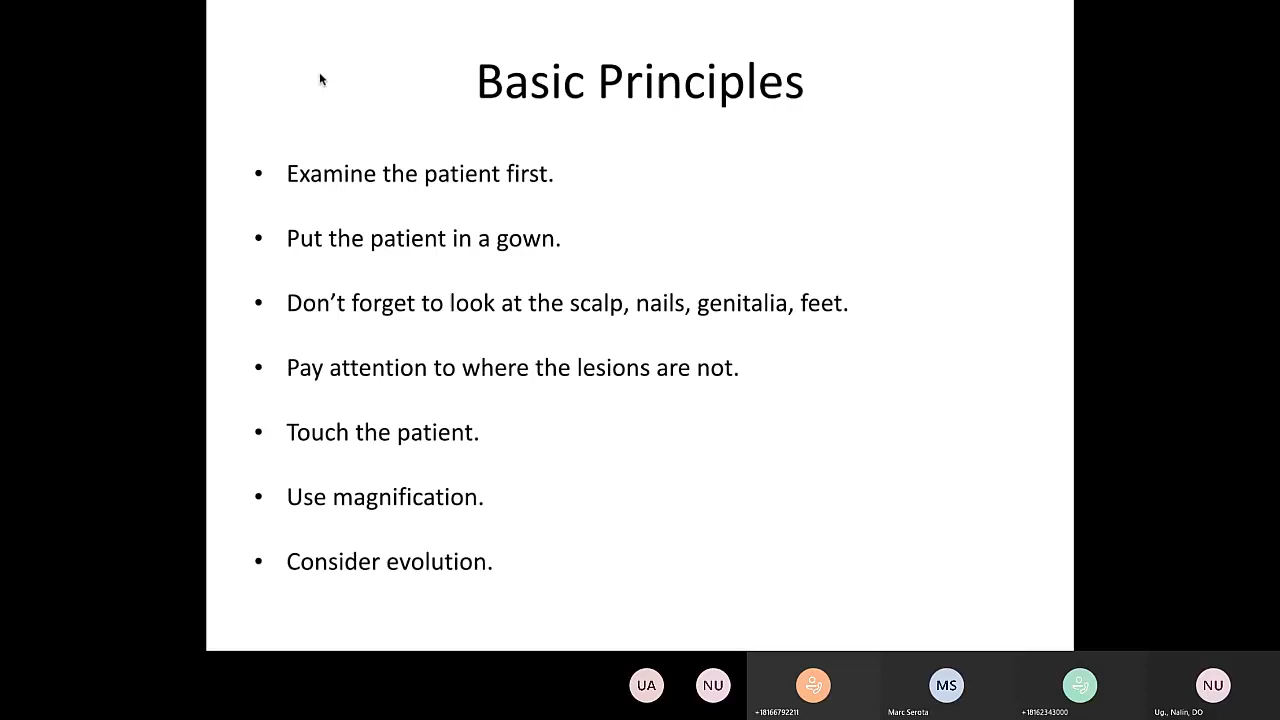 Basic Principles
• Examine the patient first.
• Put the patient in a gown.
• Don’t forget to look at the scalp, nails, genitalia, feet.
• Pay attention to where the lesions are not.
• Touch the patient.
• Use magnification.
• Consider evolution.
UA NU MS NU
+18166792211 Marc Serota +18162343000 Ug., Nalin, DO